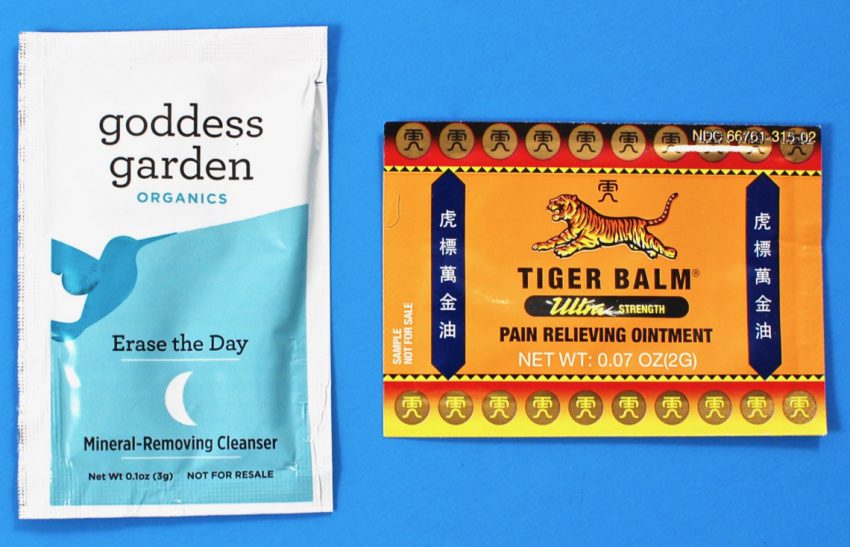 goddess
garden
ORGANICS
Erase the Day
Mineral-Removing Cleanser
Net Wt 0.1oz (3g) NOT FOR RESALE
NDC 66761-315-02
虎標萬金油
TIGER BALM®
Ultra STRENGTH
PAIN RELIEVING OINTMENT
NET WT: 0.07 OZ(2G)
SAMPLE
NOT FOR SALE
虎標萬金油